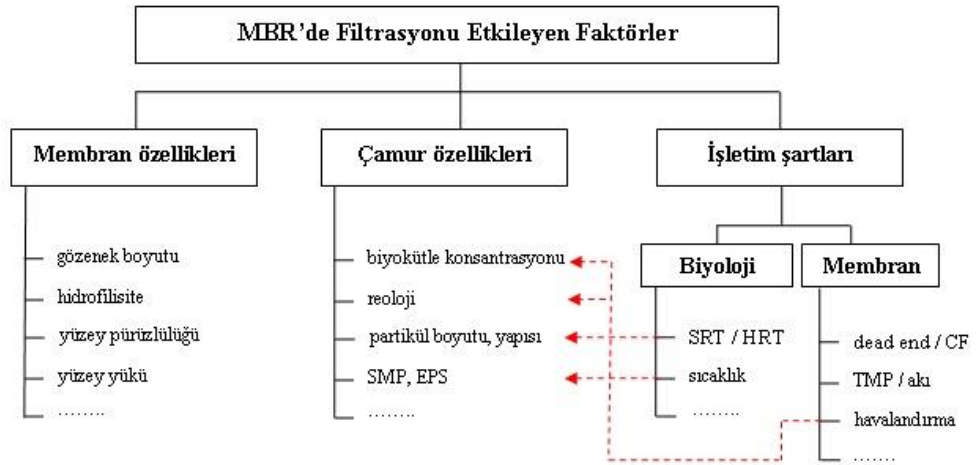 MBR’de Filtrasyonu Etkileyen Faktörler
Membran özellikleri
gözenek boyutu
hidrofilisite
yüzey pürüzlülüğü
yüzey yükü
........
Çamur özellikleri
biyokütle konsantrasyonu
reoloji
partikül boyutu, yapısı
SMP, EPS
........
İşletim şartları
Biyoloji
SRT / HRT
sıcaklık
........
Membran
dead end / CF
TMP / akı
havalandırma
.......